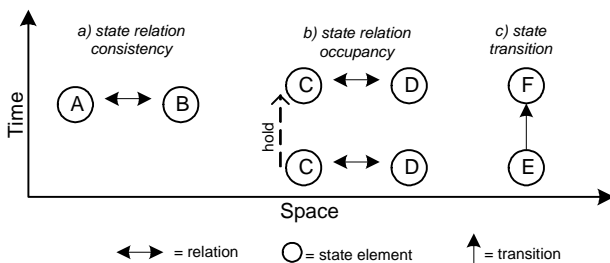 a) state relation
consistency
b) state relation
occupancy
c) state
transition
A
B
C
D
F
hold
C
D
E
Time
Space
= relation
= state element
= transition